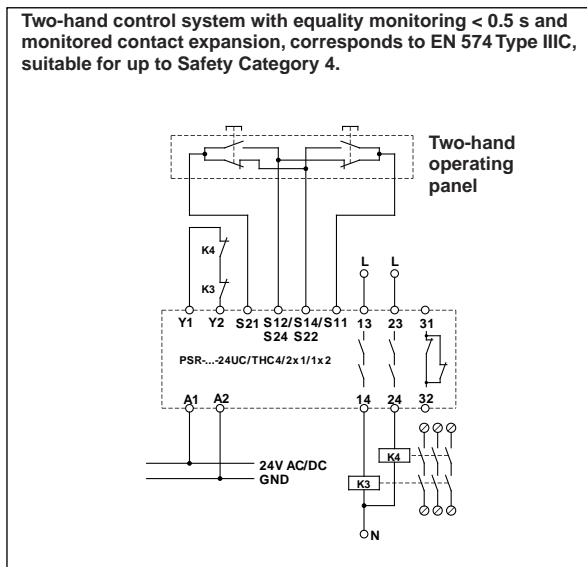 Two-hand control system with equality monitoring < 0.5 s and
monitored contact expansion, corresponds to EN 574 Type IIIC,
suitable for up to Safety Category 4.
Two-hand
operating
panel
K4
K3
L L
Y1 Y2 S21 S12/ S14/ S11 13 23 31
S24 S22
PSR-...-24UC/THC4/2x1/1x2
A1 A2 14 24 32
K4
24V AC/DC
GND
K3
N